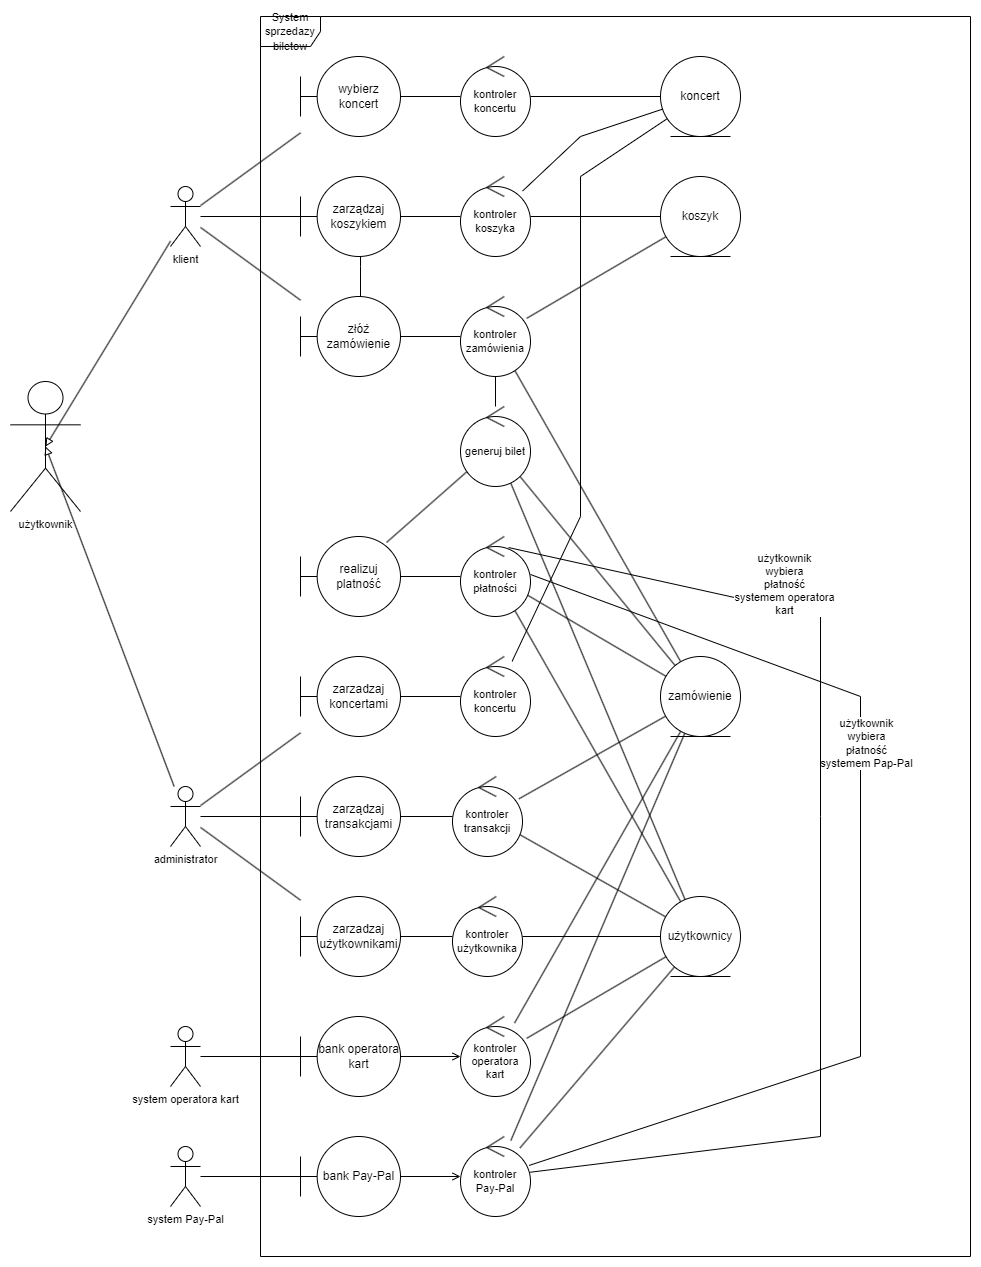 System
sprzedazy
biletow
wybierz
koncert
kontroler
koncertu
koncert
klient
zarządzaj
koszykiem
kontroler
koszyka
koszyk
złóż
zamówienie
kontroler
zamówienia
użytkownik
generuj bilet
realizuj
platność
kontroler
płatności
użytkownik
wybiera
płatność
systemem operatora
kart
zarzadzaj
koncertami
kontroler
koncertu
zamówienie
użytkownik
wybiera
płatność
systemem Pap-Pal
administrator
zarządzaj
transakcjami
kontroler
transakcji
zarzadzaj
użytkownikami
kontroler
użytkownika
użytkownicy
system operatora kart
bank operatora
kart
kontroler
operatora
kart
system Pay-Pal
bank Pay-Pal
kontroler
Pay-Pal